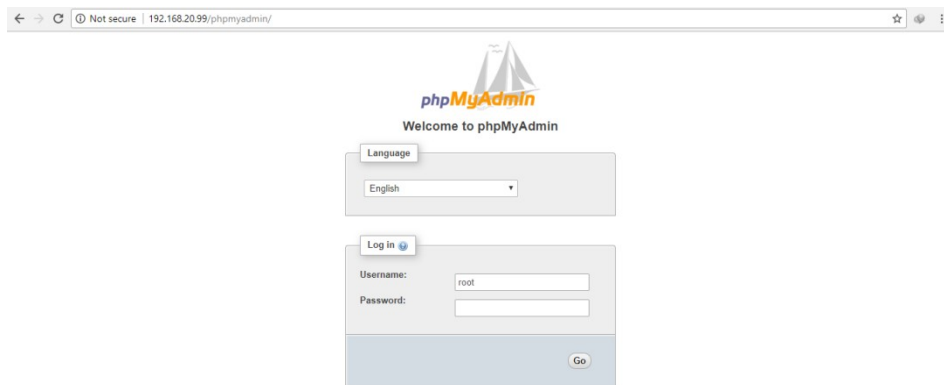 Not secure | 192.168.20.99/phpmyadmin/
phpMyAdmin
Welcome to phpMyAdmin
Language
English
Log in
Username:
root
Password:
Go